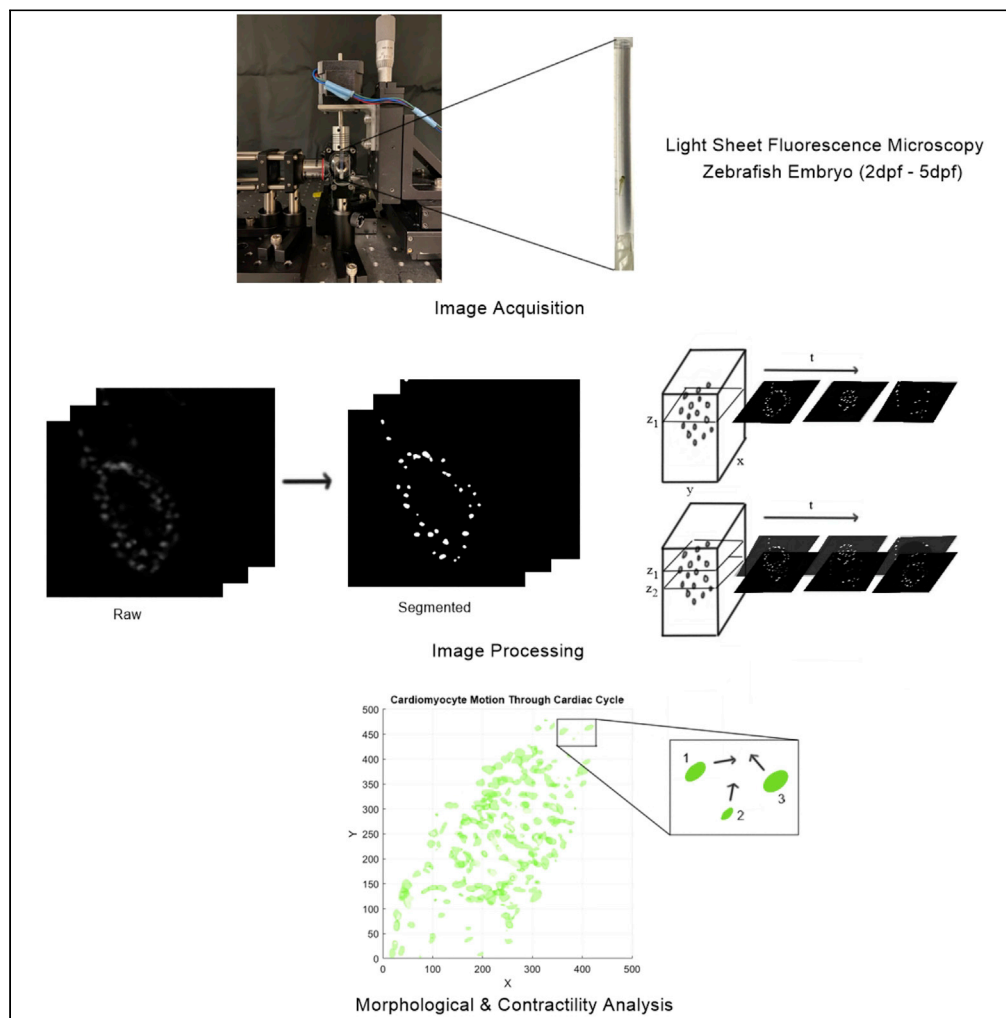 Light Sheet Fluorescence Microscopy
Zebrafish Embryo (2dpf - 5dpf)
Image Acquisition
Raw
Segmented
t
z1
x
y
t
z1
z2
Image Processing
Cardiomyocyte Motion Through Cardiac Cycle
500
450
400
350
300
250
200
150
100
50
0
Y
0
100
200
300
400
500
X
1
2
3
Morphological & Contractility Analysis